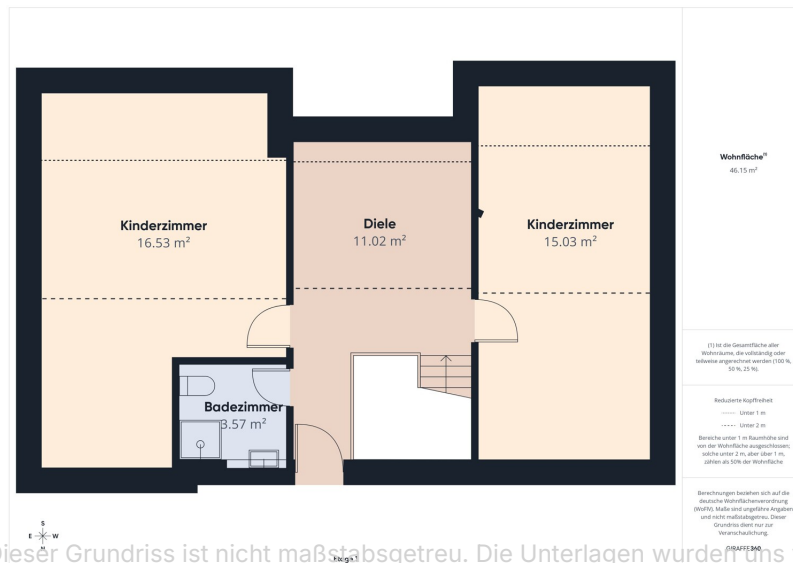 Wohnfläche⁽¹⁾
46.15 m²
Kinderzimmer
16.53 m²
Diele
11.02 m²
Kinderzimmer
15.03 m²
Badezimmer
3.57 m²
(1) Ist die Gesamtfläche aller
Wohnräume, die vollständig oder
teilweise angerechnet werden (100 %,
50 %, 25 %).
Reduzierte Kopffreiheit
Unter 1 m
Unter 2 m
Bereiche unter 1 m Raumhöhe sind
von der Wohnfläche ausgeschlossen;
solche unter 2 m, aber über 1 m,
zählen als 50% der Wohnfläche
Berechnungen beziehen sich auf die
deutsche Wohnflächenverordnung
(WoFlV). Maße sind ungefähre Angaben
und nicht maßstabsgetreu. Dieser
Grundriss dient nur zur
Veranschaulichung.
GIRAFFE360
S
E W
N
Dieser Grundriss ist nicht maßstabsgetreu. Die Unterlagen wurden uns